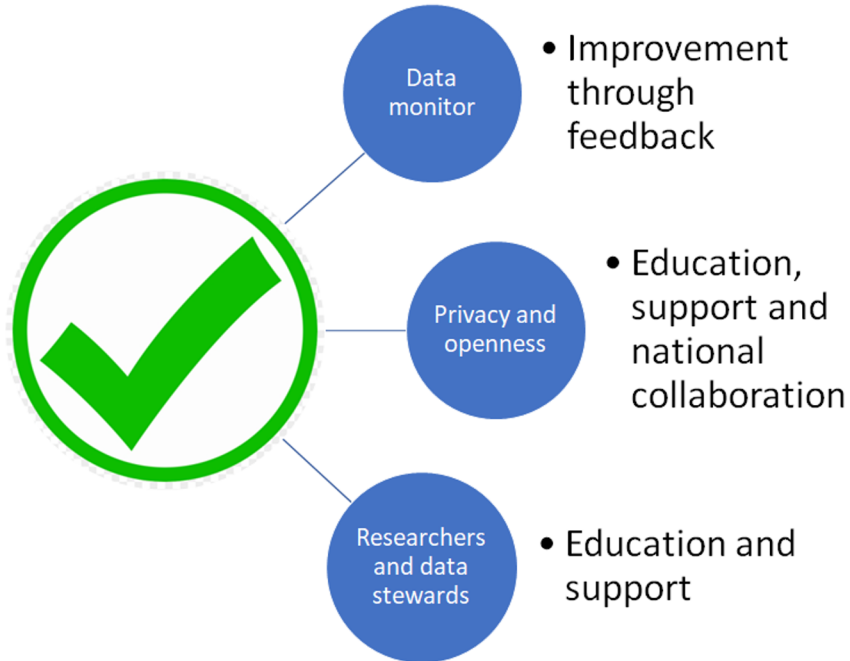 Data
monitor
• Improvement
through
feedback
Privacy and
openness
• Education,
support and
national
collaboration
Researchers
and data
stewards
• Education and
support